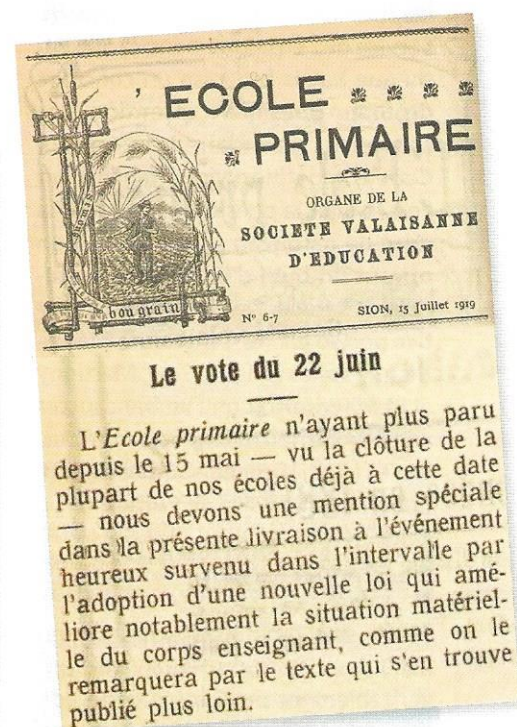 ' ECOLE
PRIMAIRE
ORGANE DE LA
SOCIETE VALAISANNE
D'EDUCATION
bon grain
N° 6-7
SION, 15 Juillet 1919
Le vote du 22 juin
L'Ecole primaire n'ayant plus paru
depuis le 15 mai — vu la clôture de la
plupart de nos écoles déjà à cette date
— nous devons une mention spéciale
dans la présente livraison à l'événement
heureux survenu dans l'intervalle par
l'adoption d'une nouvelle loi qui amé-
liore notablement la situation matériel-
le du corps enseignant, comme on le
remarquera par le texte qui s'en trouve
publié plus loin.